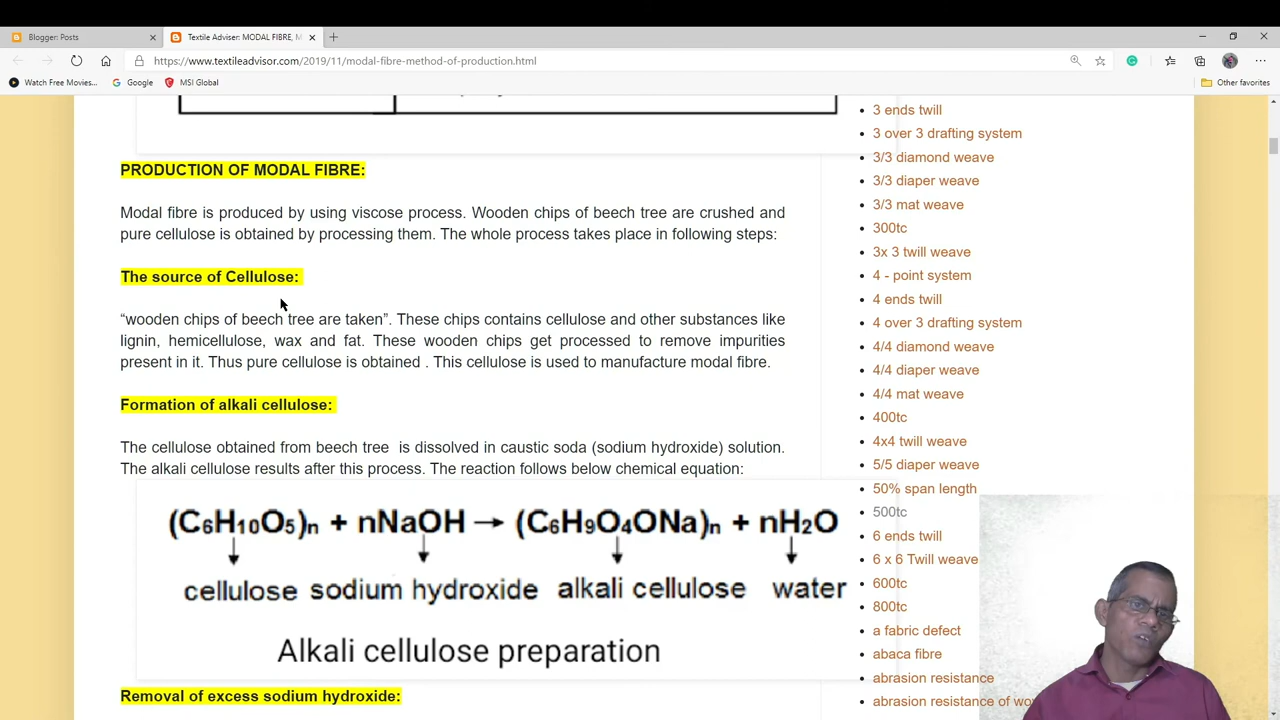 Blogger: Posts
Textile Adviser: MODAL FIBRE, M
https://www.textileadvisor.com/2019/11/modal-fibre-method-of-production.html
Watch Free Movies...
Google
MSI Global
Other favorites
PRODUCTION OF MODAL FIBRE:
Modal fibre is produced by using viscose process. Wooden chips of beech tree are crushed and
pure cellulose is obtained by processing them. The whole process takes place in following steps:
The source of Cellulose:
“wooden chips of beech tree are taken”. These chips contains cellulose and other substances like
lignin, hemicellulose, wax and fat. These wooden chips get processed to remove impurities
present in it. Thus pure cellulose is obtained . This cellulose is used to manufacture modal fibre.
Formation of alkali cellulose:
The cellulose obtained from beech tree  is dissolved in caustic soda (sodium hydroxide) solution.
The alkali cellulose results after this process. The reaction follows below chemical equation:
(C₆H₁₀O₅)ₙ + nNaOH → (C₆H₉O₄ONa)ₙ + nH₂O
cellulose sodium hydroxide alkali cellulose water
Alkali cellulose preparation
Removal of excess sodium hydroxide:
3 ends twill
3 over 3 drafting system
3/3 diamond weave
3/3 diaper weave
3/3 mat weave
300tc
3x 3 twill weave
4 - point system
4 ends twill
4 over 3 drafting system
4/4 diamond weave
4/4 diaper weave
4/4 mat weave
400tc
4x4 twill weave
5/5 diaper weave
50% span length
500tc
6 ends twill
6 x 6 Twill weave
600tc
800tc
a fabric defect
abaca fibre
abrasion resistance
abrasion resistance of